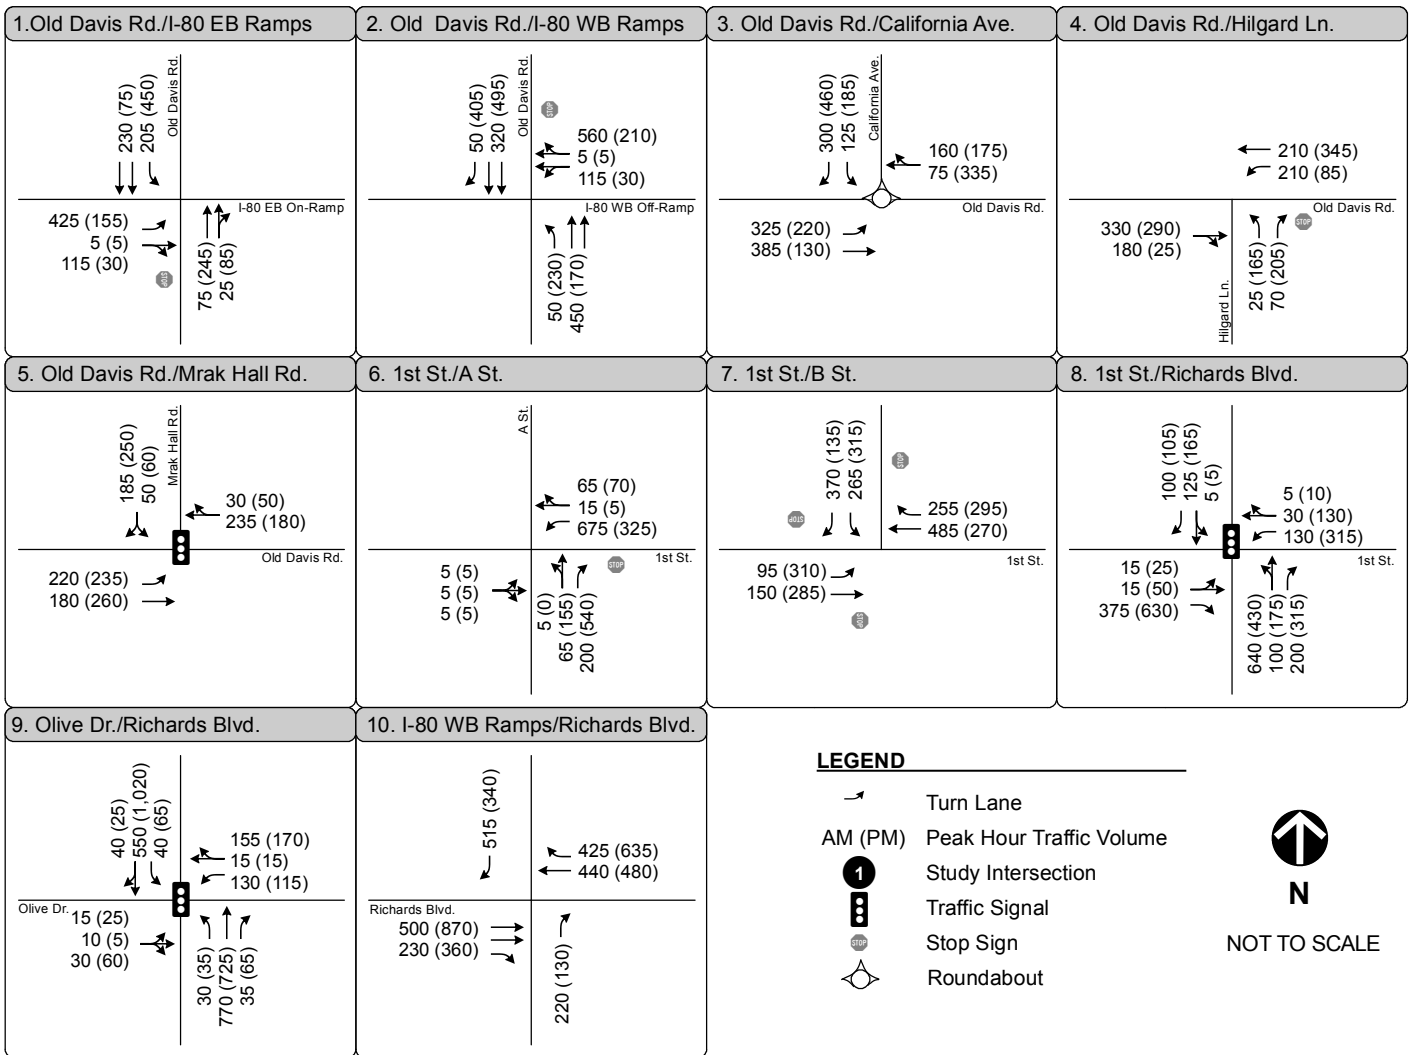 1.Old Davis Rd./I-80 EB Ramps
230 (75)
205 (450)
Old Davis Rd.
I-80 EB On-Ramp
425 (155)
5 (5)
115 (30)
STOP
75 (245)
25 (85)
2. Old Davis Rd./I-80 WB Ramps
50 (405)
320 (495)
Old Davis Rd.
STOP
560 (210)
5 (5)
115 (30)
I-80 WB Off-Ramp
50 (230)
450 (170)
3. Old Davis Rd./California Ave.
300 (460)
125 (185)
California Ave.
160 (175)
75 (335)
Old Davis Rd.
325 (220)
385 (130)
4. Old Davis Rd./Hilgard Ln.
210 (345)
210 (85)
Old Davis Rd.
330 (290)
180 (25)
Hilgard Ln.
25 (165)
70 (205)
STOP
5. Old Davis Rd./Mrak Hall Rd.
185 (250)
50 (60)
Mrak Hall Rd.
30 (50)
235 (180)
Old Davis Rd.
220 (235)
180 (260)
6. 1st St./A St.
A St.
65 (70)
15 (5)
675 (325)
STOP
1st St.
5 (5)
5 (5)
5 (5)
5 (0)
65 (155)
200 (540)
7. 1st St./B St.
370 (135)
265 (315)
STOP
STOP
255 (295)
485 (270)
1st St.
95 (310)
150 (285)
STOP
8. 1st St./Richards Blvd.
100 (105)
125 (165)
5 (5)
5 (10)
30 (130)
130 (315)
1st St.
15 (25)
15 (50)
375 (630)
640 (430)
100 (175)
200 (315)
9. Olive Dr./Richards Blvd.
40 (25)
550 (1,020)
40 (65)
155 (170)
15 (15)
130 (115)
Olive Dr.
15 (25)
10 (5)
30 (60)
30 (35)
770 (725)
35 (65)
10. I-80 WB Ramps/Richards Blvd.
515 (340)
425 (635)
440 (480)
Richards Blvd.
500 (870)
230 (360)
220 (130)
LEGEND
Turn Lane
AM (PM) Peak Hour Traffic Volume
1 Study Intersection
Traffic Signal
STOP Stop Sign
Roundabout
N
NOT TO SCALE